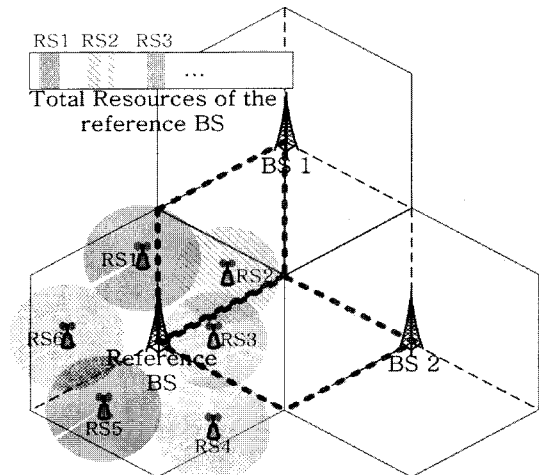 RS1 RS2 RS3
...
Total Resources of the
reference BS
BS 1
RS1
RS2
RS6
RS3
Reference
BS
BS 2
RS5
RS4